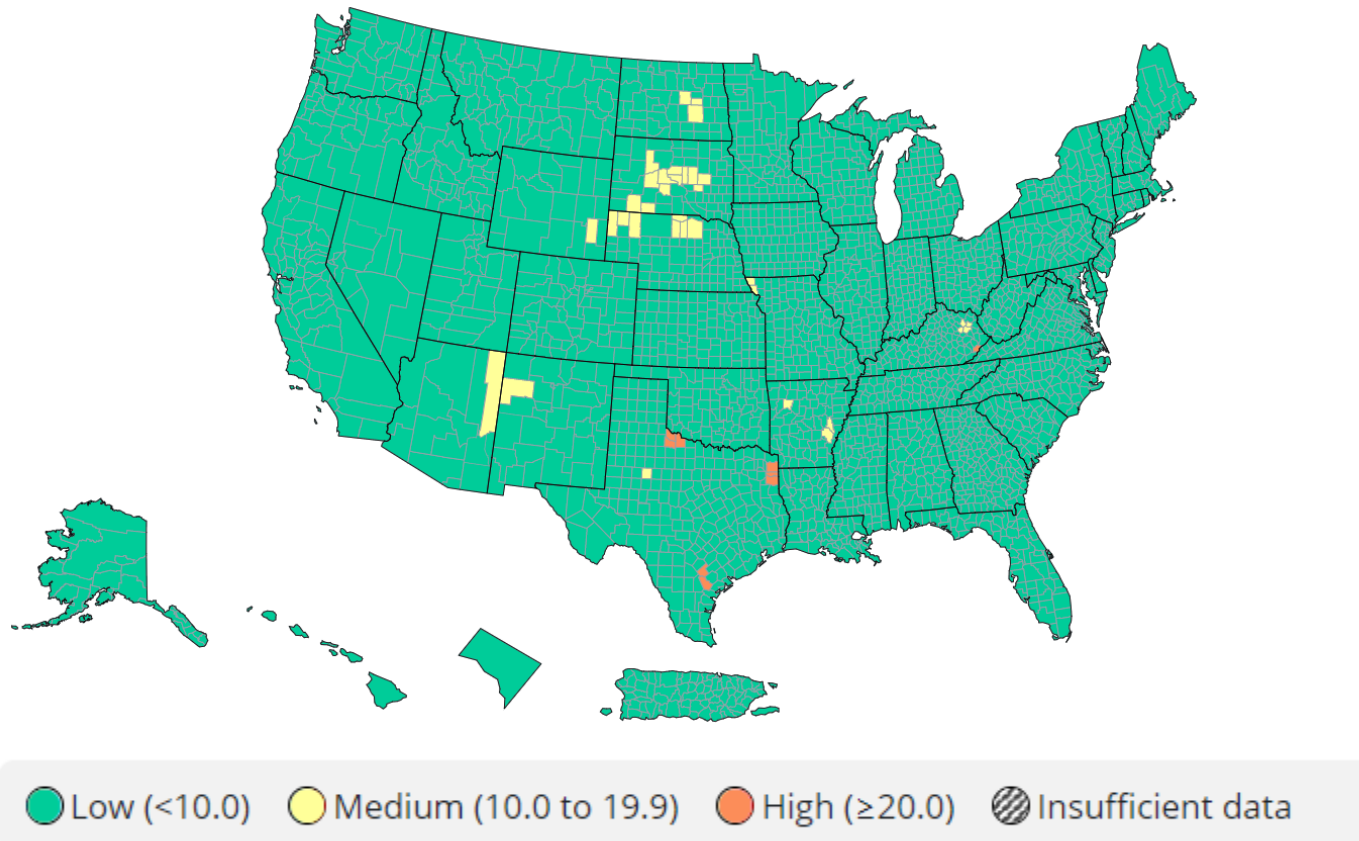 Low (<10.0) Medium (10.0 to 19.9) High (≥20.0) Insufficient data